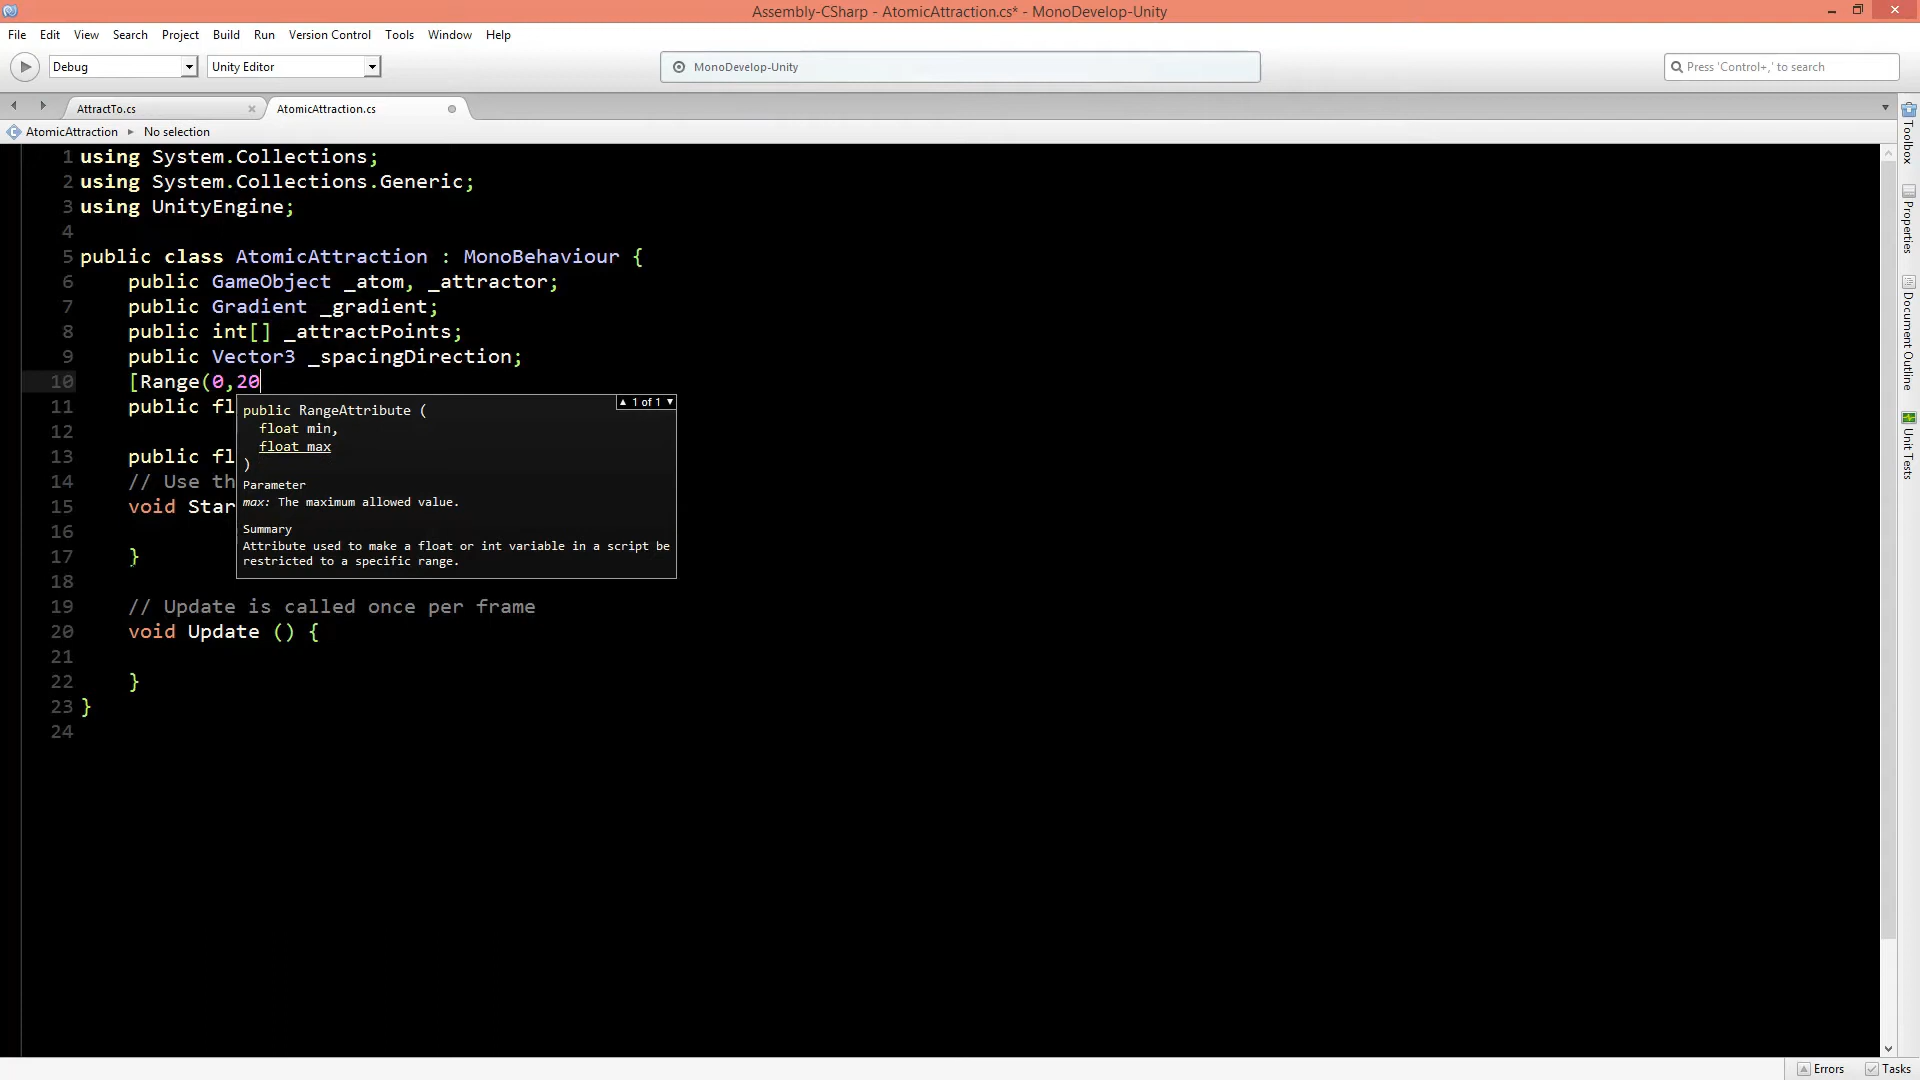 Assembly-CSharp - AtomicAttraction.cs* - MonoDevelop-Unity
File Edit View Search Project Build Run Version Control Tools Window Help
Debug Unity Editor MonoDevelop-Unity Press 'Control+,' to search
AttractTo.cs AtomicAttraction.cs
AtomicAttraction No selection
1 using System.Collections;
2 using System.Collections.Generic;
3 using UnityEngine;
4
5 public class AtomicAttraction : MonoBehaviour {
6 public GameObject _atom, _attractor;
7 public Gradient _gradient;
8 public int[] _attractPoints;
9 public Vector3 _spacingDirection;
10 [Range(0,20
11 public fl
12
13 public fl
14 // Use th
15 void Star
16
17 }
18
19 // Update is called once per frame
20 void Update () {
21
22 }
23 }
24
1 of 1
public RangeAttribute (
float min,
float max
)
Parameter
max: The maximum allowed value.
Summary
Attribute used to make a float or int variable in a script be
restricted to a specific range.
Toolbox
Properties
Document Outline
Unit Tests
Errors Tasks